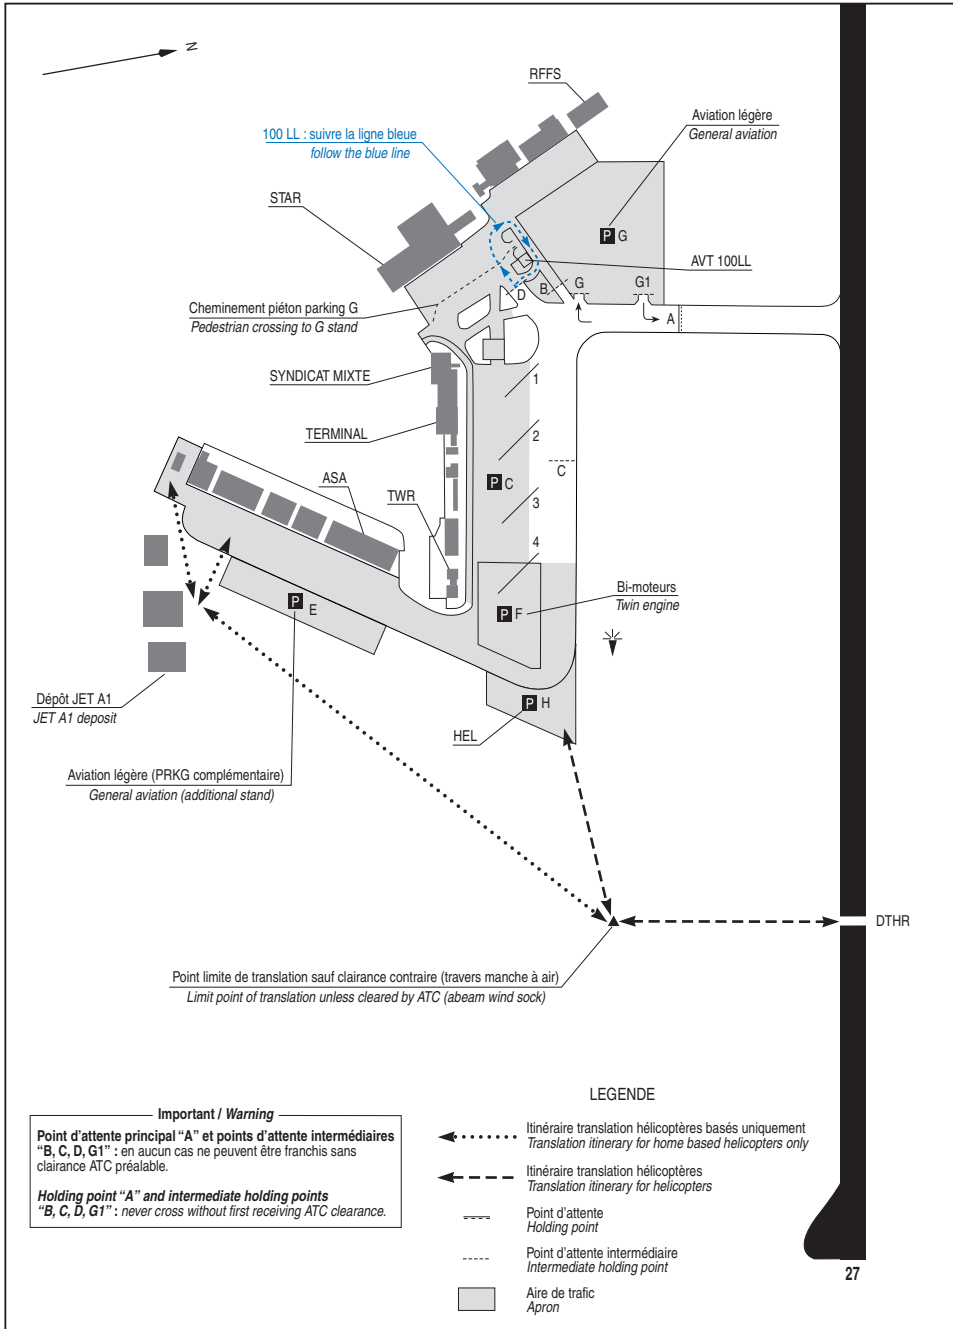 N
RFFS
Aviation légère
General aviation
100 LL : suivre la ligne bleue
follow the blue line
STAR
P G
AVT 100LL
G
G1
B
D
A
Cheminement piéton parking G
Pedestrian crossing to G stand
SYNDICAT MIXTE
1
TERMINAL
2
ASA
C
TWR
P C
3
4
Bi-moteurs
Twin engine
P E
P F
Dépôt JET A1
JET A1 deposit
P H
HEL
Aviation légère (PRKG complémentaire)
General aviation (additional stand)
DTHR
Point limite de translation sauf clairance contraire (travers manche à air)
Limit point of translation unless cleared by ATC (abeam wind sock)
LEGENDE
Important / Warning
Point d'attente principal “A” et points d'attente intermédiaires
“B, C, D, G1” : en aucun cas ne peuvent être franchis sans
clairance ATC préalable.
Holding point “A” and intermediate holding points
“B, C, D, G1” : never cross without first receiving ATC clearance.
Itinéraire translation hélicoptères basés uniquement
Translation itinerary for home based helicopters only
Itinéraire translation hélicoptères
Translation itinerary for helicopters
Point d'attente
Holding point
Point d'attente intermédiaire
Intermediate holding point
Aire de trafic
Apron
27